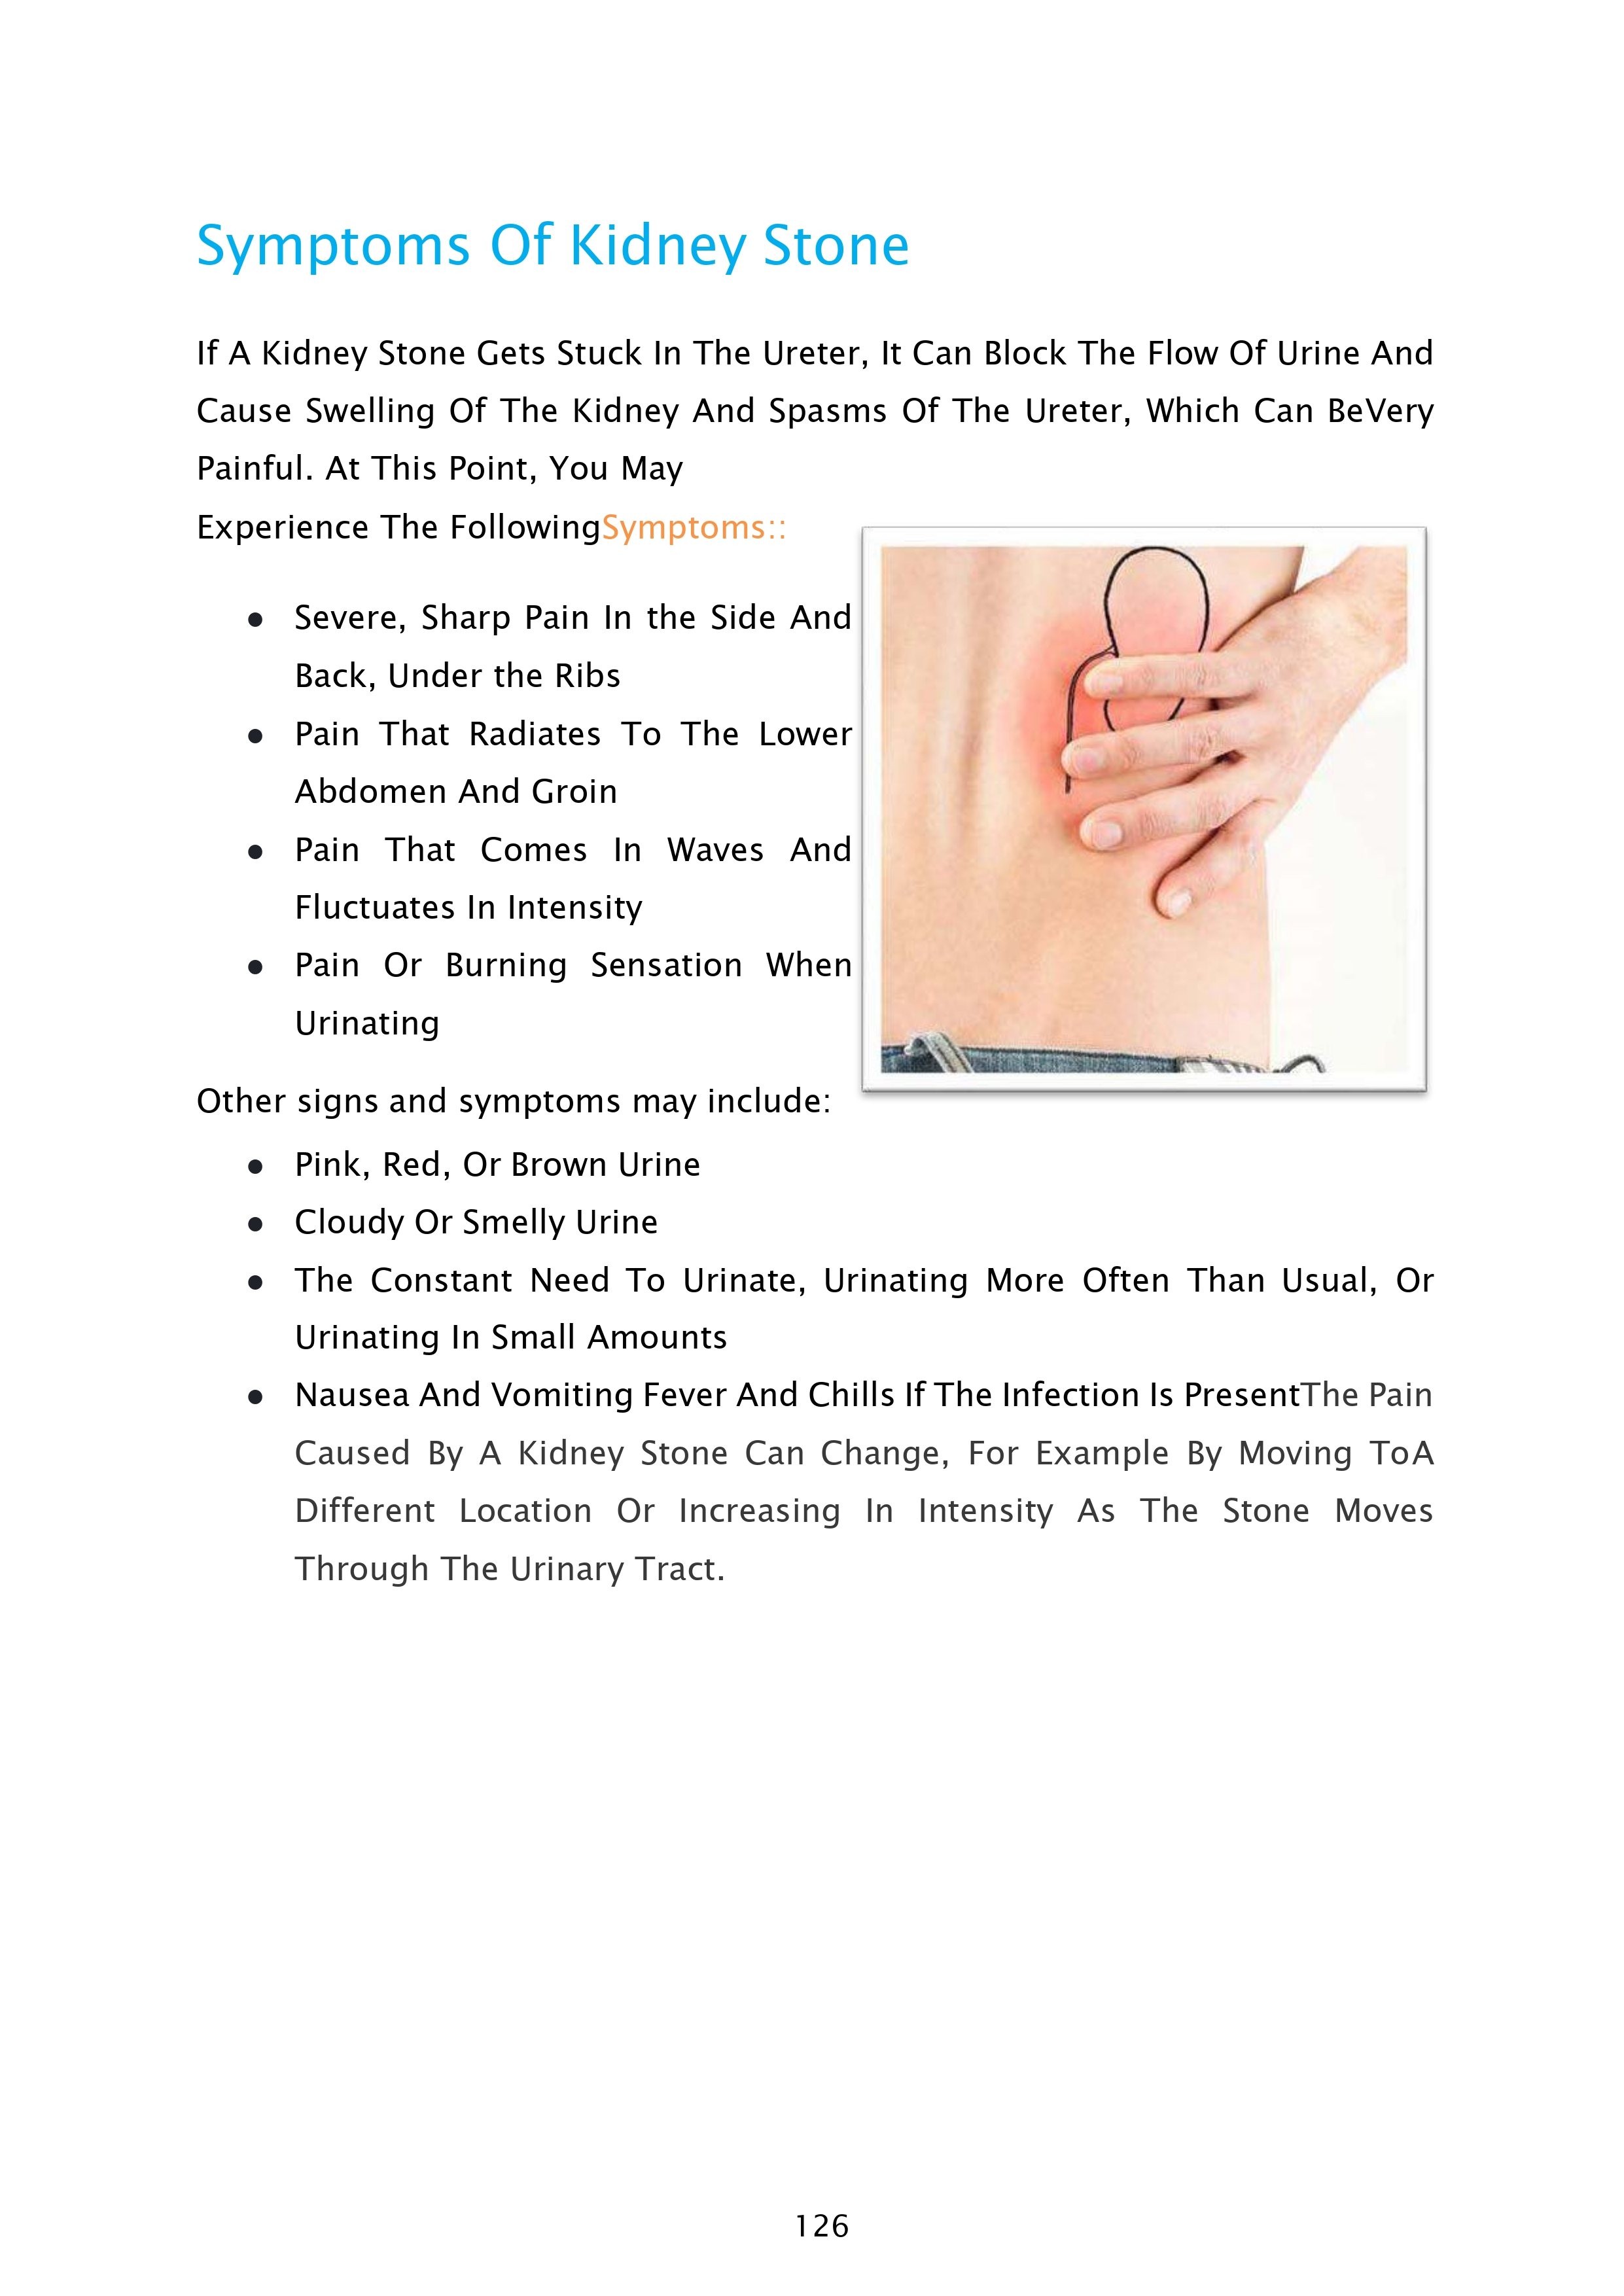 Symptoms Of Kidney Stone
If A Kidney Stone Gets Stuck In The Ureter, It Can Block The Flow Of Urine And
Cause Swelling Of The Kidney And Spasms Of The Ureter, Which Can BeVery
Painful. At This Point, You May
Experience The FollowingSymptoms::
● Severe, Sharp Pain In the Side And
Back, Under the Ribs
● Pain That Radiates To The Lower
Abdomen And Groin
● Pain That Comes In Waves And
Fluctuates In Intensity
● Pain Or Burning Sensation When
Urinating
Other signs and symptoms may include:
● Pink, Red, Or Brown Urine
● Cloudy Or Smelly Urine
● The Constant Need To Urinate, Urinating More Often Than Usual, Or
Urinating In Small Amounts
● Nausea And Vomiting Fever And Chills If The Infection Is PresentThe Pain
Caused By A Kidney Stone Can Change, For Example By Moving ToA
Different Location Or Increasing In Intensity As The Stone Moves
Through The Urinary Tract.
126